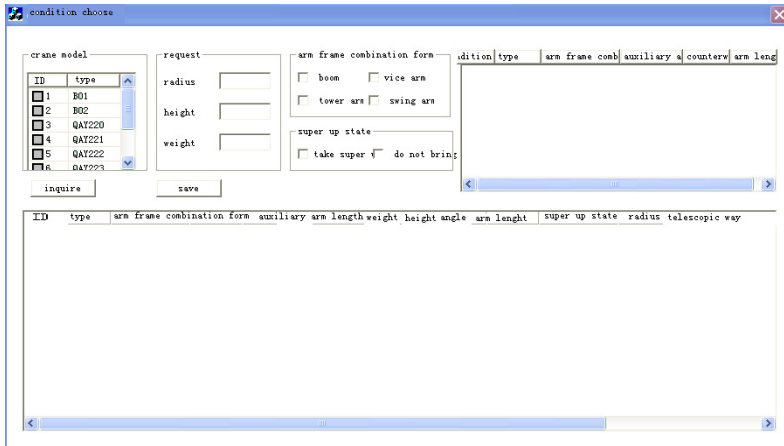 condition choose
crane model
ID type
1 B01
2 B02
3 QAY220
4 QAY221
5 QAY222
6 QAY223
inquire
request
radius
height
weight
save
arm frame combination form
boom vice arm
tower arm swing arm
super up state
take super do not bring
dition type arm frame comb auxiliary a counterw arm leng
ID type arm frame combination form auxiliary arm length weight height angle arm lenght super up state radius telescopic way